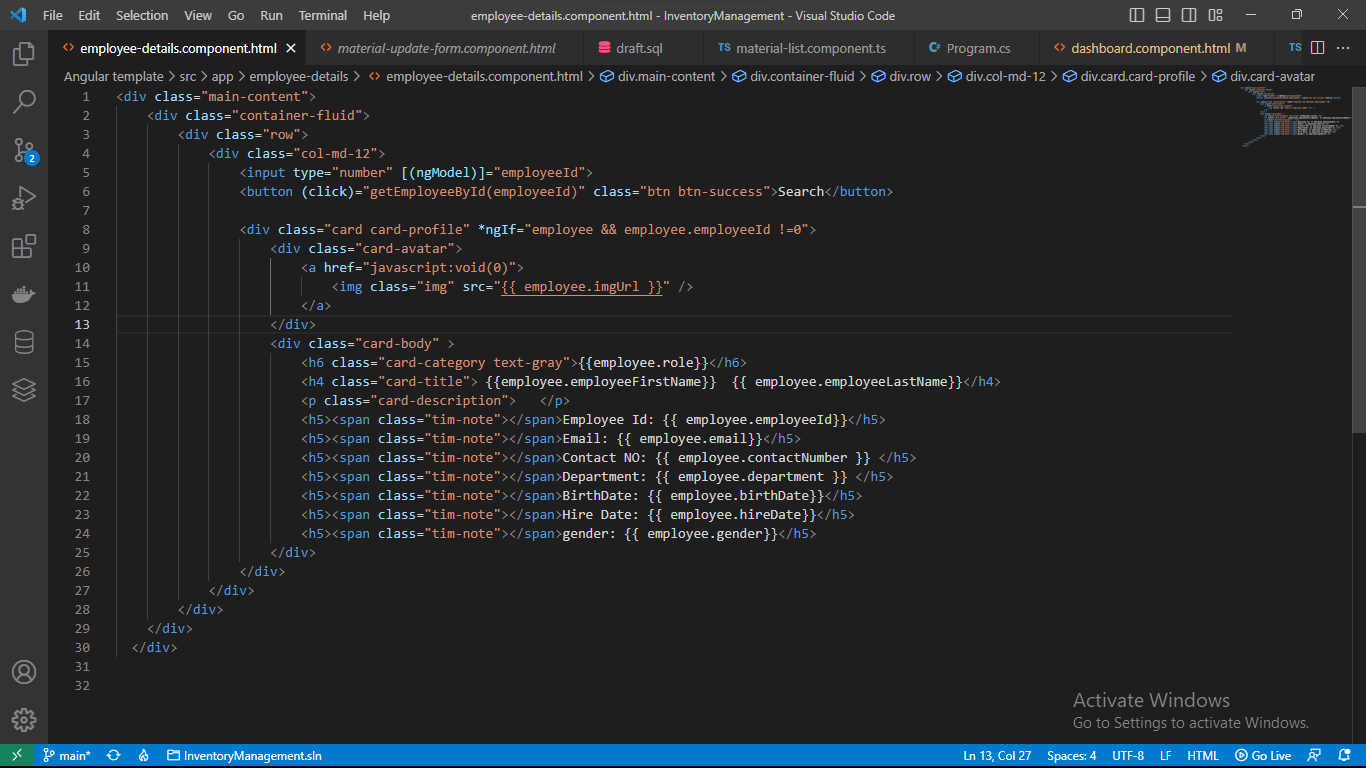 File Edit Selection View Go Run Terminal Help employee-details.component.html - InventoryManagement - Visual Studio Code
employee-details.component.html material-update-form.component.html draft.sql TS material-list.component.ts Program.cs dashboard.component.html M TS
Angular template > src > app > employee-details > employee-details.component.html > div.main-content > div.container-fluid > div.row > div.col-md-12 > div.card.card-profile > div.card-avatar
1 <div class="main-content">
2 <div class="container-fluid">
3 <div class="row">
4 <div class="col-md-12">
5 <input type="number" [(ngModel)]="employeeId">
6 <button (click)="getEmployeeById(employeeId)" class="btn btn-success">Search</button>
7
8 <div class="card card-profile" *ngIf="employee && employee.employeeId !=0">
9 <div class="card-avatar">
10 <a href="javascript:void(0)">
11 <img class="img" src="{{ employee.imgUrl }}" />
12 </a>
13 </div>
14 <div class="card-body" >
15 <h6 class="card-category text-gray">{{employee.role}}</h6>
16 <h4 class="card-title"> {{employee.employeeFirstName}}  {{ employee.employeeLastName}}</h4>
17 <p class="card-description">   </p>
18 <h5><span class="tim-note"></span>Employee Id: {{ employee.employeeId}}</h5>
19 <h5><span class="tim-note"></span>Email: {{ employee.email}}</h5>
20 <h5><span class="tim-note"></span>Contact NO: {{ employee.contactNumber }} </h5>
21 <h5><span class="tim-note"></span>Department: {{ employee.department }} </h5>
22 <h5><span class="tim-note"></span>BirthDate: {{ employee.birthDate}}</h5>
23 <h5><span class="tim-note"></span>Hire Date: {{ employee.hireDate}}</h5>
24 <h5><span class="tim-note"></span>gender: {{ employee.gender}}</h5>
25 </div>
26 </div>
27 </div>
28 </div>
29 </div>
30 </div>
31
32
2
Activate Windows
Go to Settings to activate Windows.
main* InventoryManagement.sln Ln 13, Col 27 Spaces: 4 UTF-8 LF HTML Go Live